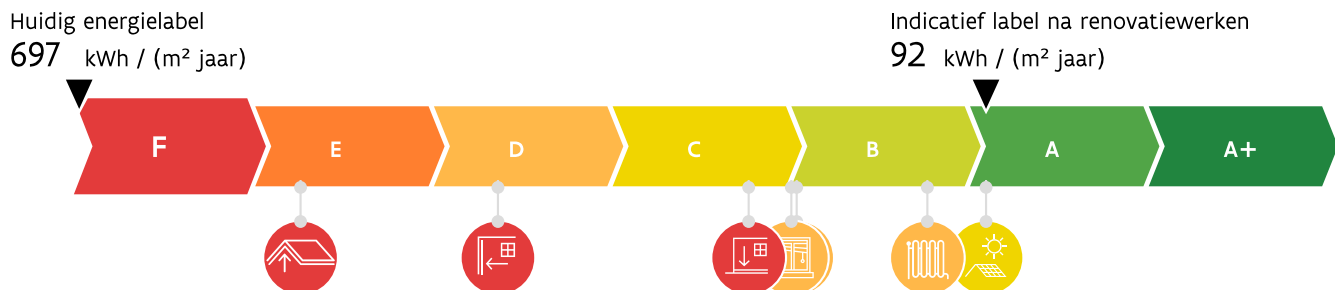 Huidig energielabel
697 kWh / (m² jaar)
Indicatief label na renovatiewerken
92 kWh / (m² jaar)
F E D C B A A+